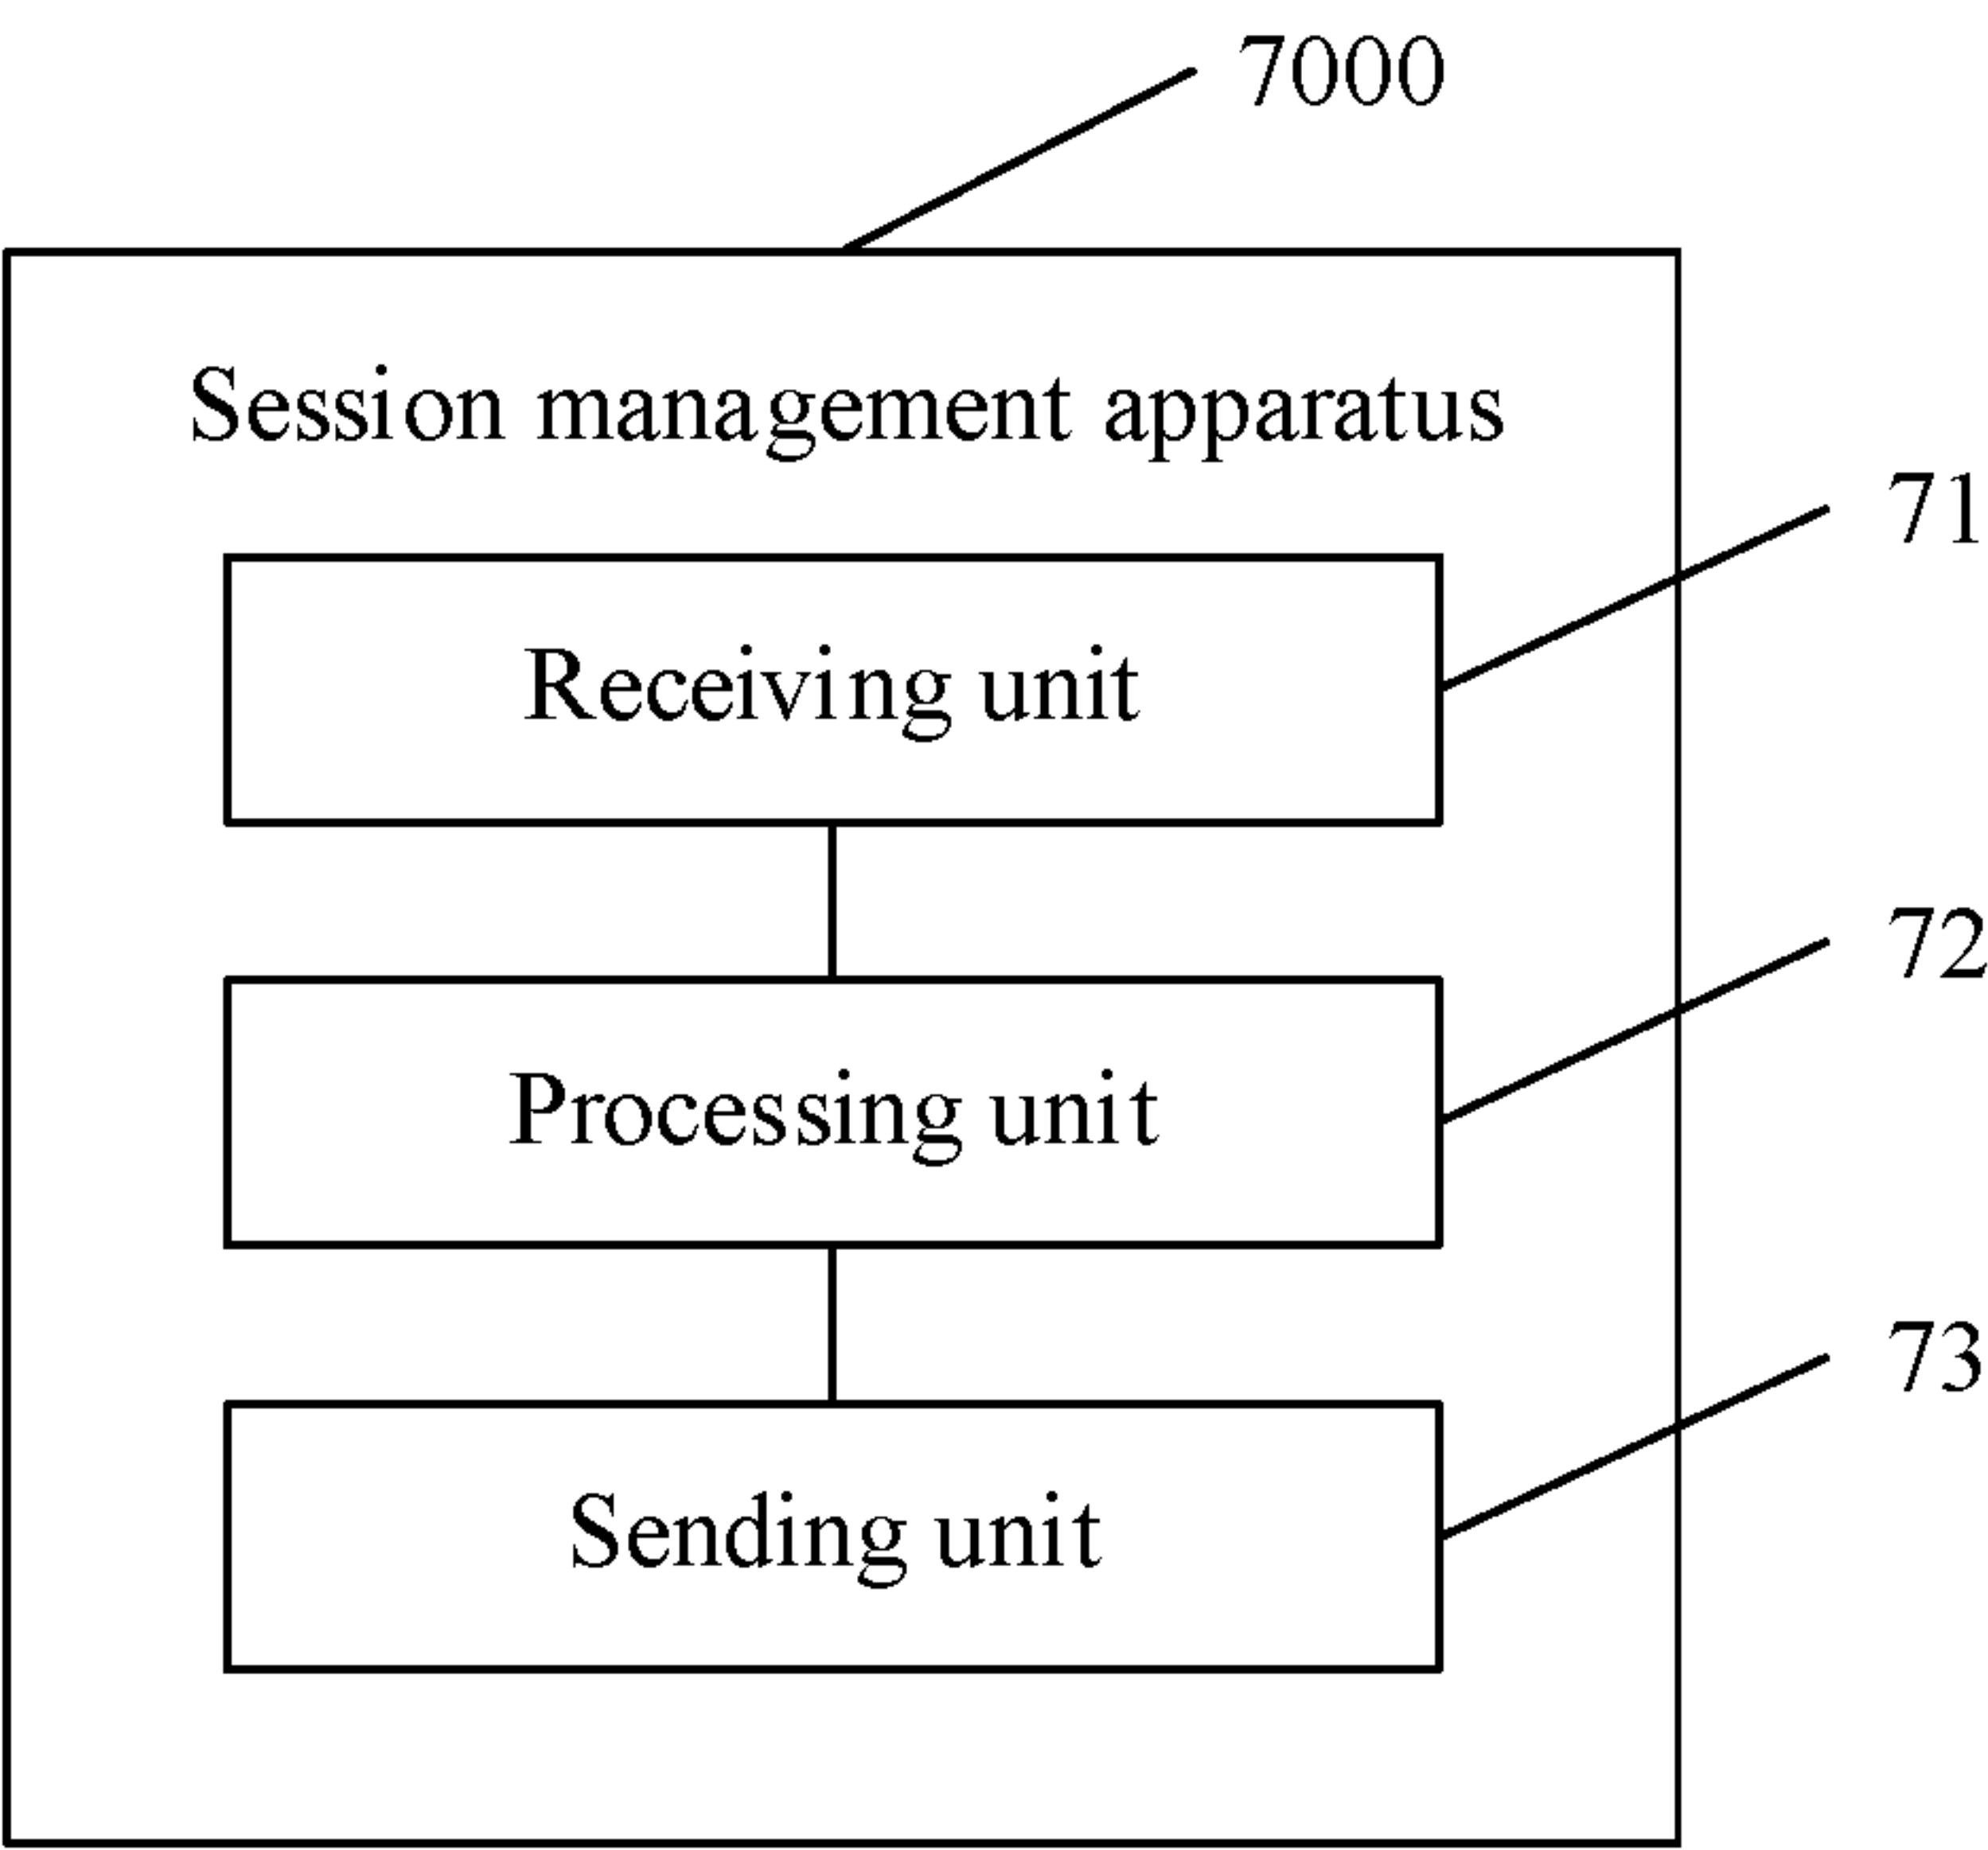 7000
Session management apparatus
71
Receiving unit
72
Processing unit
73
Sending unit